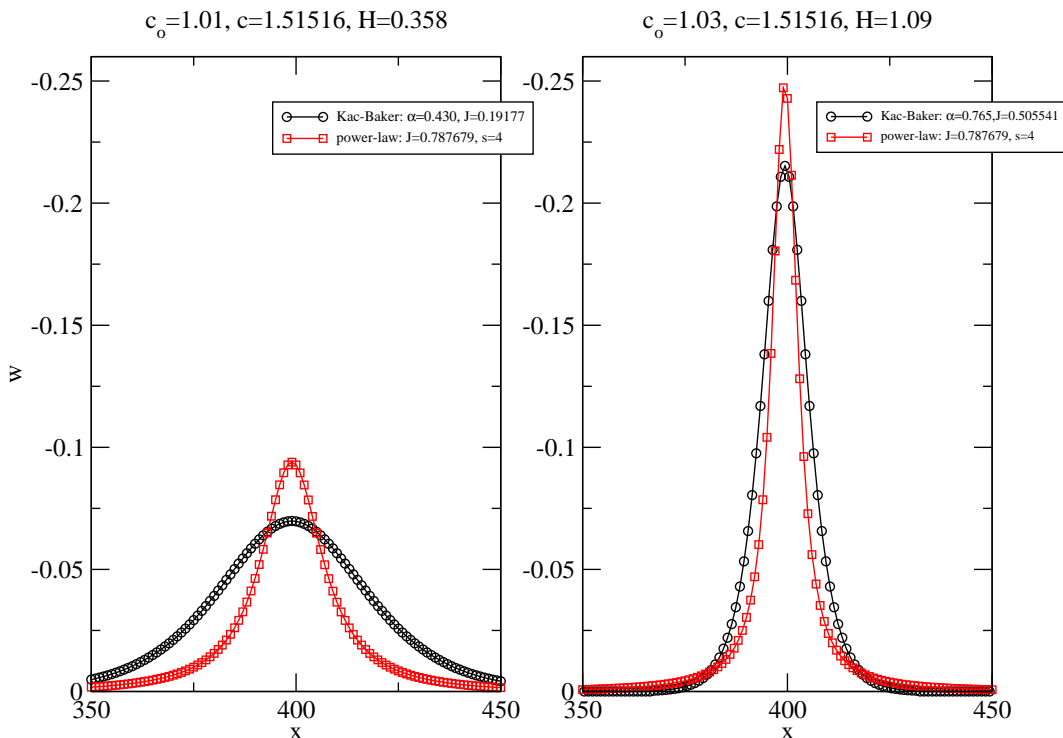 c_o=1.01, c=1.51516, H=0.358
c_o=1.03, c=1.51516, H=1.09
Kac-Baker: α=0.430, J=0.19177
power-law: J=0.787679, s=4
Kac-Baker: α=0.765,J=0.505541
power-law: J=0.787679, s=4
w
-0.25
-0.2
-0.15
-0.1
-0.05
0
350
400
450
x
-0.25
-0.2
-0.15
-0.1
-0.05
0
350
400
450
x